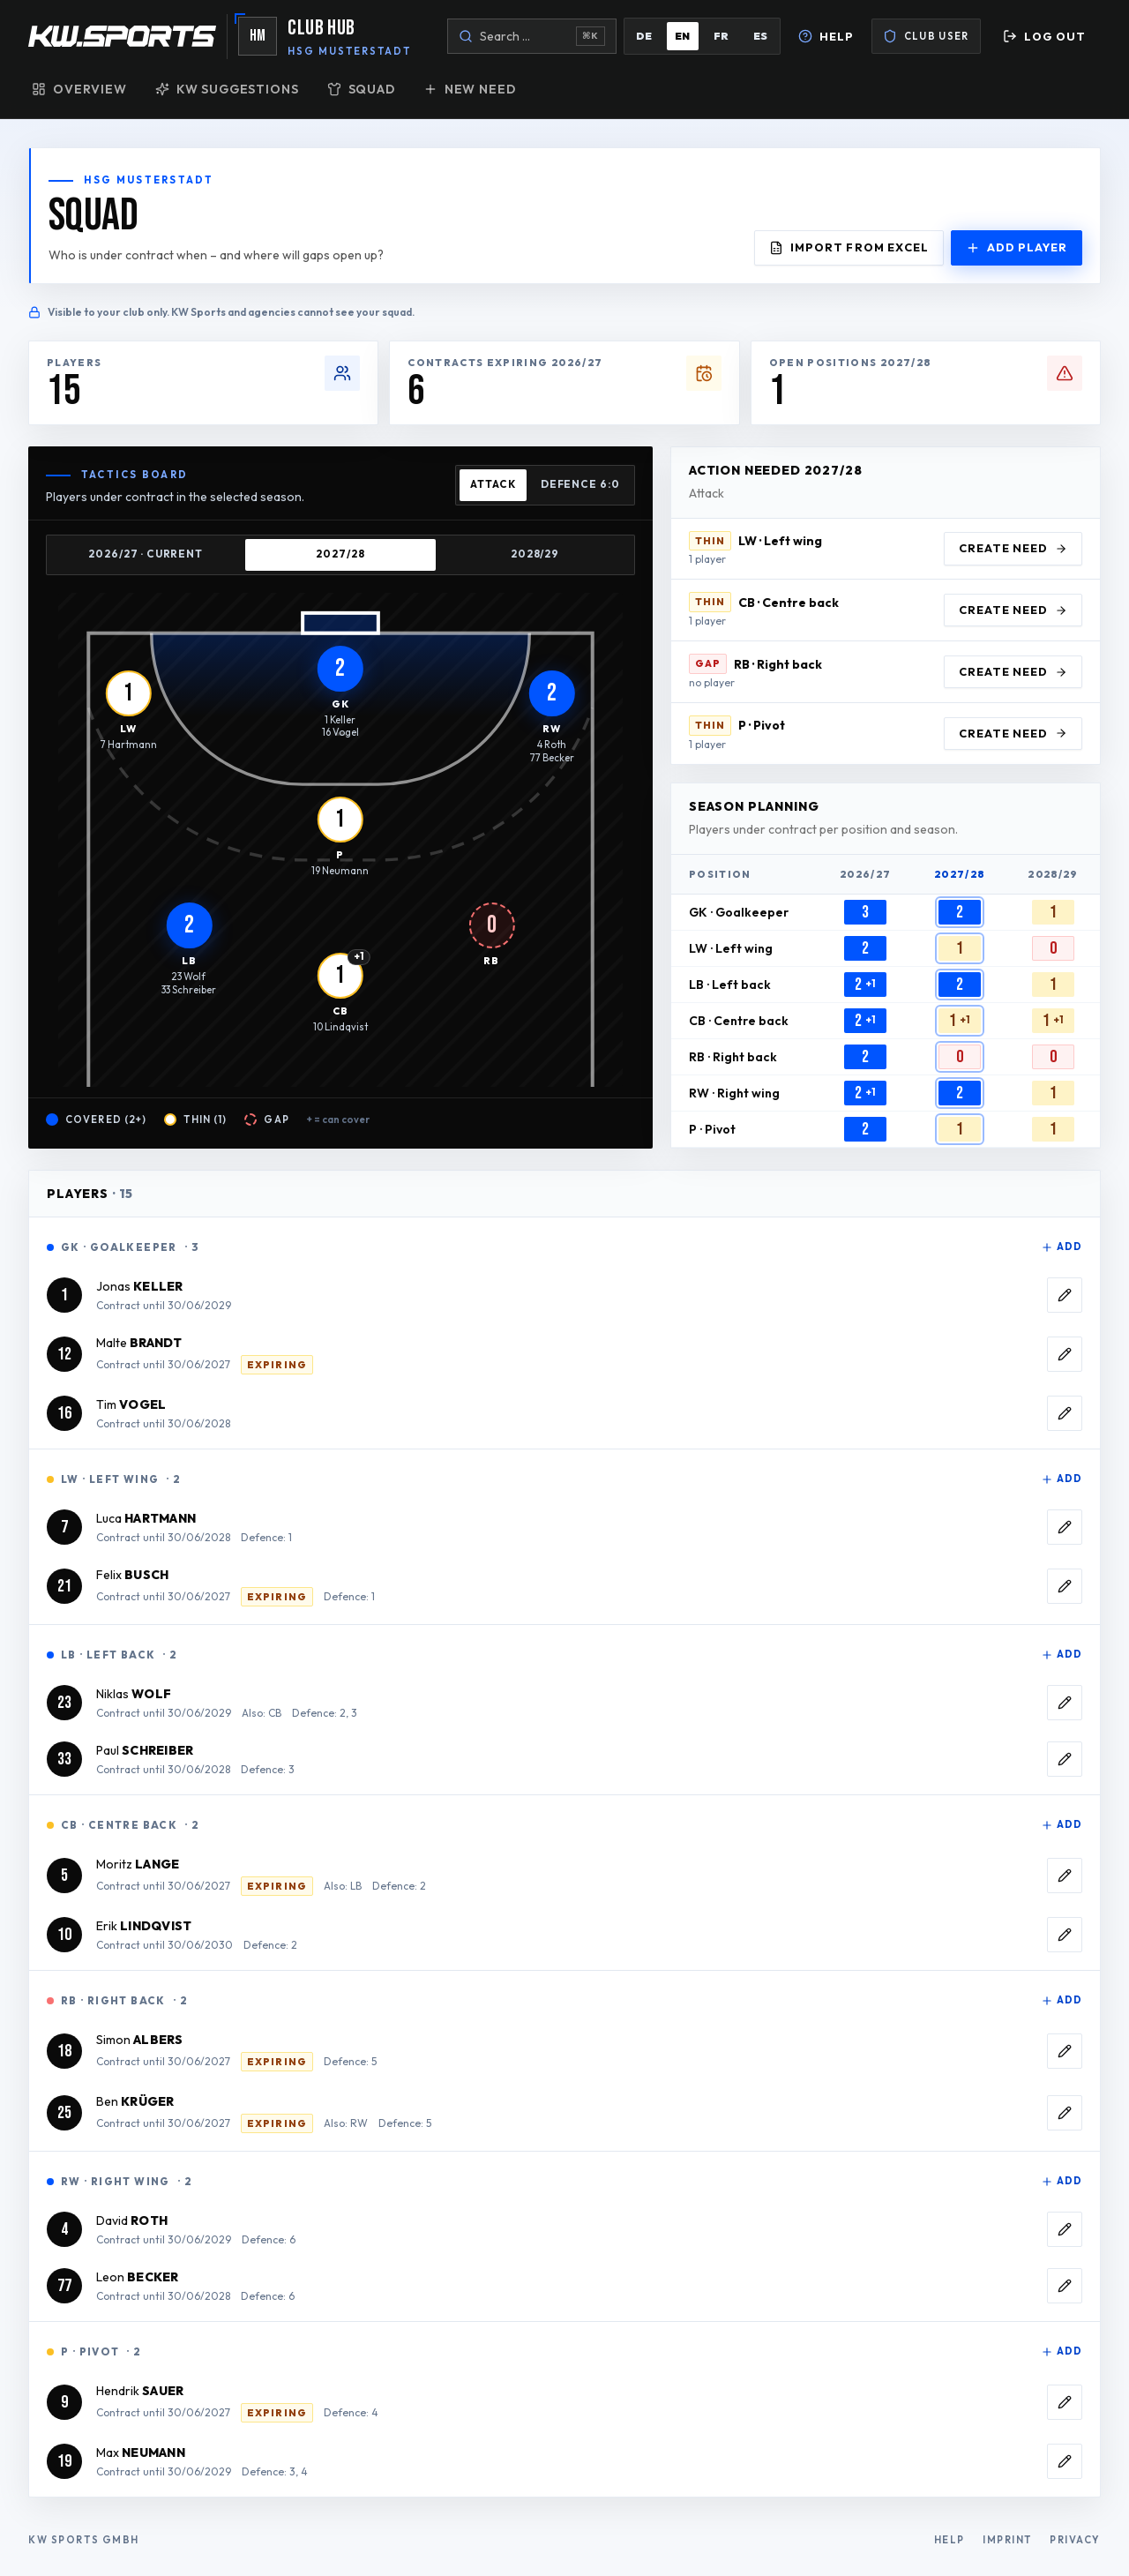 KW.SPORTS
HM
CLUB HUB
HSG MUSTERSTADT
Search ...
⌘K
DE EN FR ES
HELP
CLUB USER
LOG OUT
OVERVIEW
KW SUGGESTIONS
SQUAD
NEW NEED
HSG MUSTERSTADT
SQUAD
Who is under contract when – and where will gaps open up?
IMPORT FROM EXCEL
ADD PLAYER
Visible to your club only. KW Sports and agencies cannot see your squad.
PLAYERS
15
CONTRACTS EXPIRING 2026/27
6
OPEN POSITIONS 2027/28
1
TACTICS BOARD
Players under contract in the selected season.
ATTACK
DEFENCE 6:0
2026/27 · CURRENT
2027/28
2028/29
2
GK
1 Keller
16 Vogel
1
LW
7 Hartmann
2
RW
4 Roth
77 Becker
1
P
19 Neumann
2
LB
23 Wolf
33 Schreiber
0
RB
1
+1
CB
10 Lindqvist
COVERED (2+)
THIN (1)
GAP
+ = can cover
ACTION NEEDED 2027/28
Attack
THIN LW · Left wing
1 player
CREATE NEED
THIN CB · Centre back
1 player
CREATE NEED
GAP RB · Right back
no player
CREATE NEED
THIN P · Pivot
1 player
CREATE NEED
SEASON PLANNING
Players under contract per position and season.
POSITION 2026/27 2027/28 2028/29
GK · Goalkeeper 3 2 1
LW · Left wing 2 1 0
LB · Left back 2 +1 2 1
CB · Centre back 2 +1 1 +1 1 +1
RB · Right back 2 0 0
RW · Right wing 2 +1 2 1
P · Pivot 2 1 1
PLAYERS · 15
GK · GOALKEEPER · 3
ADD
1
Jonas KELLER
Contract until 30/06/2029
12
Malte BRANDT
Contract until 30/06/2027 EXPIRING
16
Tim VOGEL
Contract until 30/06/2028
LW · LEFT WING · 2
ADD
7
Luca HARTMANN
Contract until 30/06/2028 Defence: 1
21
Felix BUSCH
Contract until 30/06/2027 EXPIRING Defence: 1
LB · LEFT BACK · 2
ADD
23
Niklas WOLF
Contract until 30/06/2029 Also: CB Defence: 2, 3
33
Paul SCHREIBER
Contract until 30/06/2028 Defence: 3
CB · CENTRE BACK · 2
ADD
5
Moritz LANGE
Contract until 30/06/2027 EXPIRING Also: LB Defence: 2
10
Erik LINDQVIST
Contract until 30/06/2030 Defence: 2
RB · RIGHT BACK · 2
ADD
18
Simon ALBERS
Contract until 30/06/2027 EXPIRING Defence: 5
25
Ben KRÜGER
Contract until 30/06/2027 EXPIRING Also: RW Defence: 5
RW · RIGHT WING · 2
ADD
4
David ROTH
Contract until 30/06/2029 Defence: 6
77
Leon BECKER
Contract until 30/06/2028 Defence: 6
P · PIVOT · 2
ADD
9
Hendrik SAUER
Contract until 30/06/2027 EXPIRING Defence: 4
19
Max NEUMANN
Contract until 30/06/2029 Defence: 3, 4
KW SPORTS GMBH
HELP
IMPRINT
PRIVACY